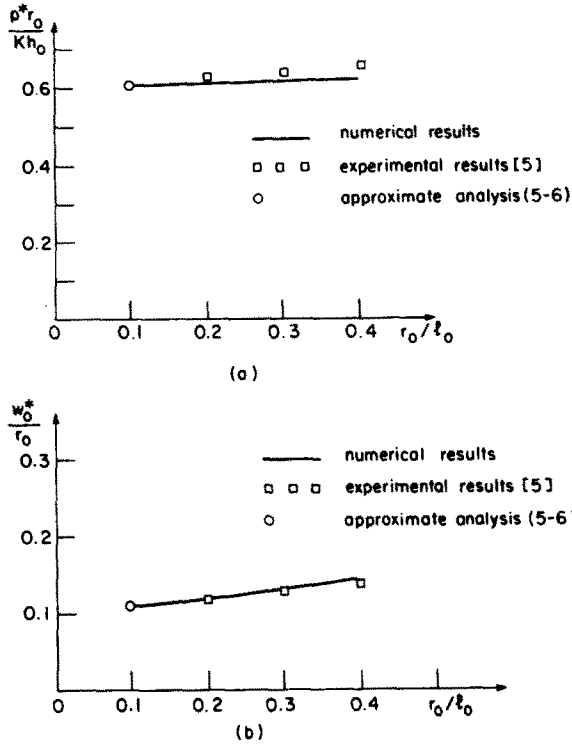 p*r₀
Kh₀
0.6
numerical results
0.4
experimental results [5]
approximate analysis (5-6)
0.2
0 0.1 0.2 0.3 0.4 r₀/ℓ₀
(a)
w₀*
r₀
numerical results
0.3
experimental results [5]
0.2
approximate analysis (5-6)
0.1
0 0.1 0.2 0.3 0.4 r₀/ℓ₀
(b)